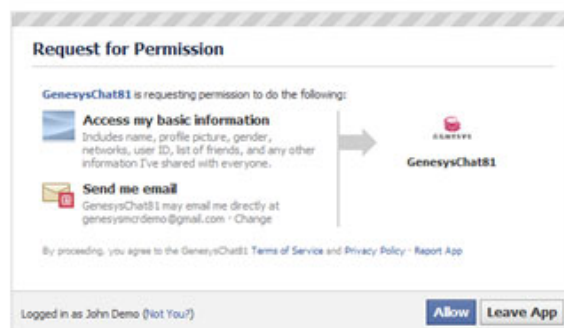 Request for Permission
GenesysChat81 is requesting permission to do the following:
Access my basic information
Includes name, profile picture, gender,
networks, user ID, list of friends, and any other
information I've shared with everyone.
GENESYS
GenesysChat81
Send me email
GenesysChat81 may email me directly at
genesysmcrdemo@gmail.com · Change
By proceeding, you agree to the GenesysChat81 Terms of Service and Privacy Policy · Report App
Logged in as John Demo (Not You?)
Allow
Leave App